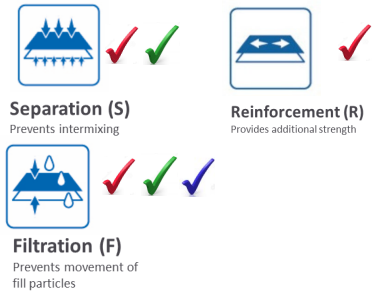 Separation (S)
Prevents intermixing
Reinforcement (R)
Provides additional strength
Filtration (F)
Prevents movement of
fill particles